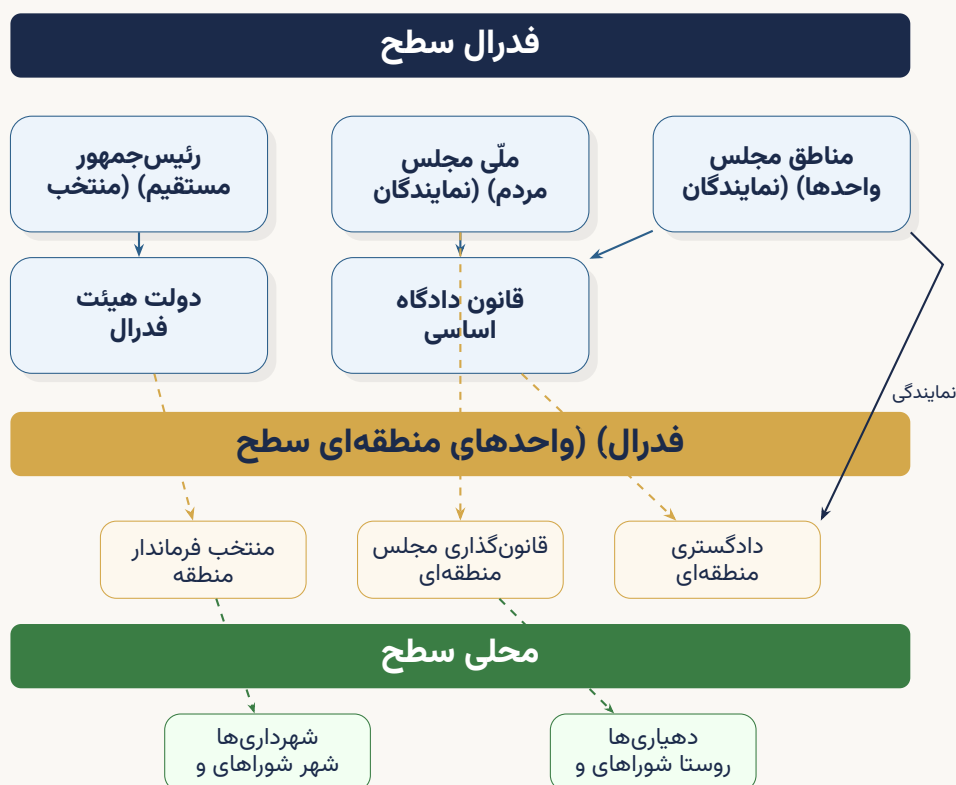 فدرال سطح
مناطق مجلس
واحدها) (نمایندگان
ملّی مجلس
مردم) (نمایندگان
رئیس‌جمهور
مستقیم) (منتخب
قانون دادگاه
اساسی
دولت هیئت
فدرال
نمایندگی
فدرال) (واحدهای منطقه‌ای سطح
دادگستری
منطقه‌ای
قانون‌گذاری مجلس
منطقه‌ای
منتخب فرماندار
منطقه
محلی سطح
دهیاری‌ها
روستا شوراهای و
شهرداری‌ها
شهر شوراهای و